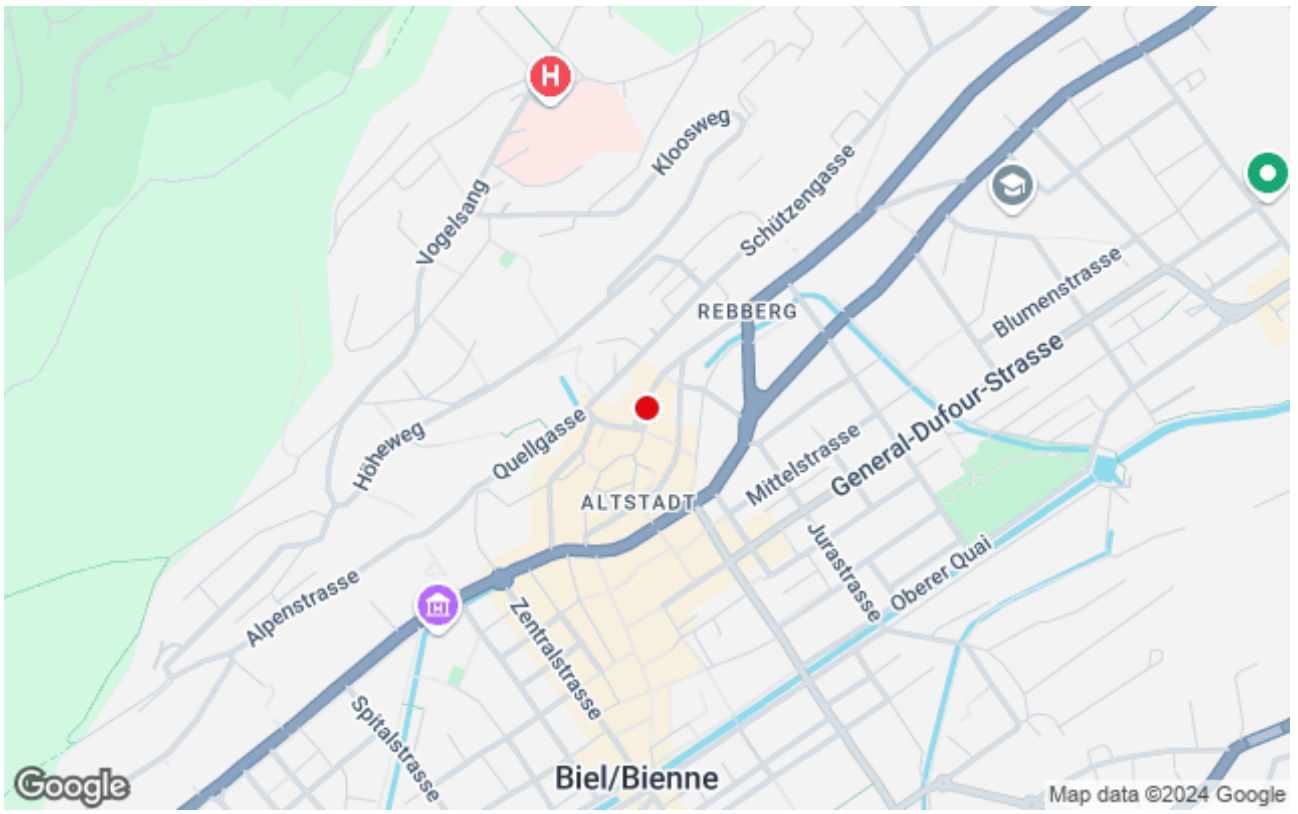 H
Kloosweg
Schützengasse
Vogelsang
REBBERG
Blumenstrasse
General-Dufour-Strasse
Höheweg
Quellgasse
Mittelstrasse
ALTSTADT
Jurastrasse
Oberer Quai
Alpenstrasse
H
Zentralstrasse
Spitalstrasse
Biel/Bienne
Google
Map data ©2024 Google